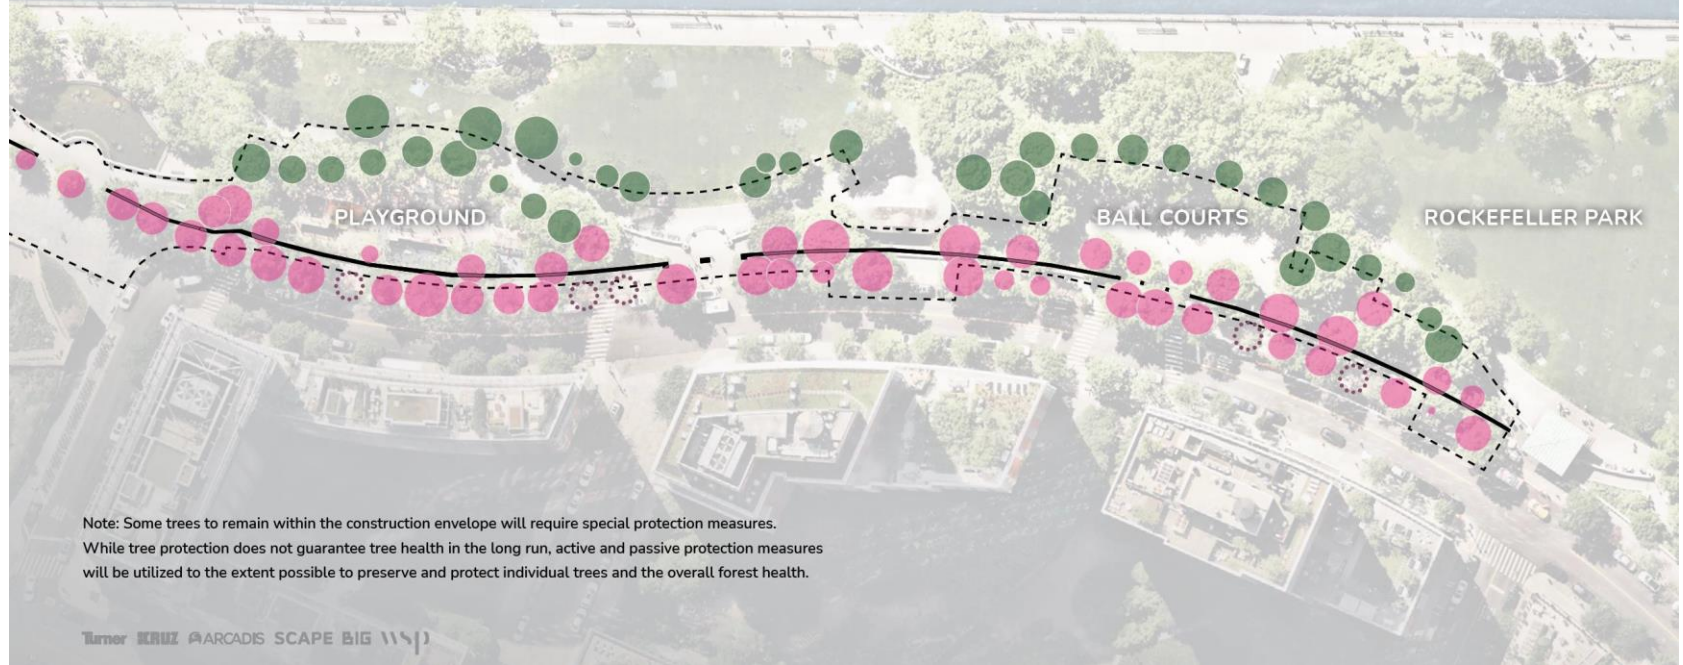 PLAYGROUND
BALL COURTS
ROCKEFELLER PARK
Note: Some trees to remain within the construction envelope will require special protection measures.
While tree protection does not guarantee tree health in the long run, active and passive protection measures
will be utilized to the extent possible to preserve and protect individual trees and the overall forest health.
Turner KRUZ ARCADIS SCAPE BIG WSP